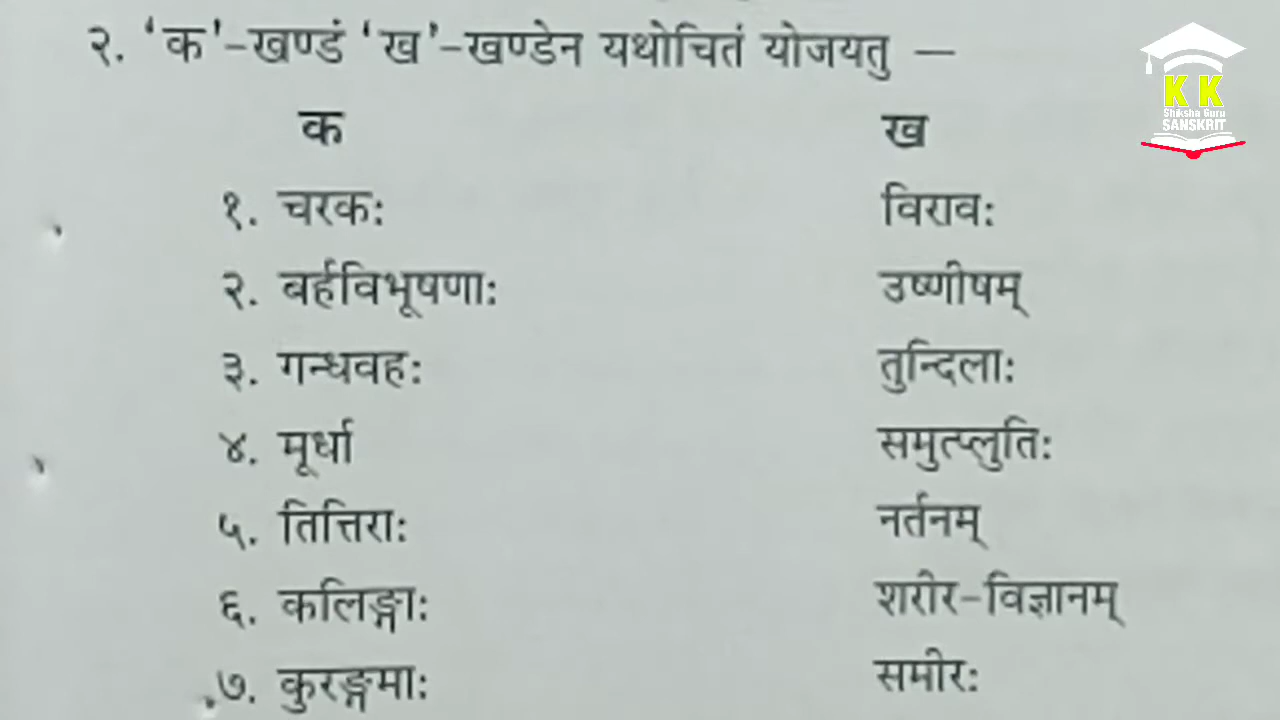 २. 'क'-खण्डं 'ख'-खण्डेन यथोचितं योजयतु —
K K
Shiksha Guru
SANSKRIT
क ख
१. चरकः विरावः
२. बर्हविभूषणाः उष्णीषम्
३. गन्धवहः तुन्दिलाः
४. मूर्धा समुत्प्लुतिः
५. तित्तिराः नर्तनम्
६. कलिङ्गाः शरीर-विज्ञानम्
७. कुरङ्गमाः समीरः